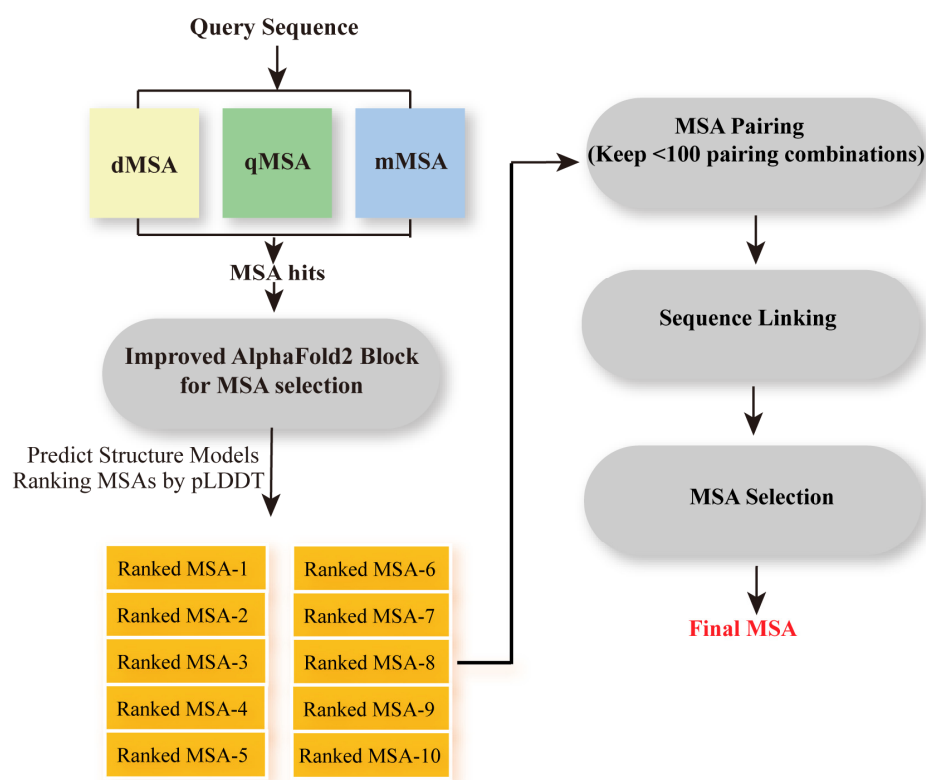 Query Sequence
dMSA
qMSA
mMSA
MSA hits
Improved AlphaFold2 Block
for MSA selection
Predict Structure Models
Ranking MSAs by pLDDT
Ranked MSA-1
Ranked MSA-2
Ranked MSA-3
Ranked MSA-4
Ranked MSA-5
Ranked MSA-6
Ranked MSA-7
Ranked MSA-8
Ranked MSA-9
Ranked MSA-10
MSA Pairing
(Keep <100 pairing combinations)
Sequence Linking
MSA Selection
Final MSA